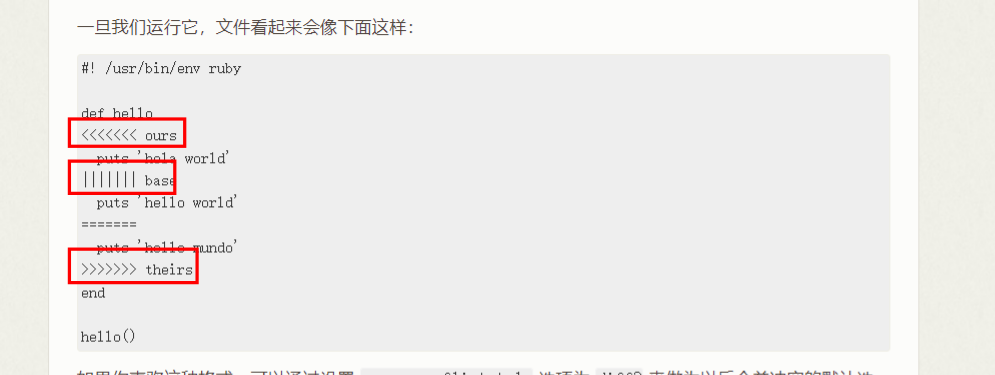 一旦我们运行它，文件看起来会像下面这样：
#! /usr/bin/env ruby
def hello
<<<<<<< ours
puts 'hola world'
||||||| base
puts 'hello world'
=======
puts 'hello mundo'
>>>>>>> theirs
end
hello()